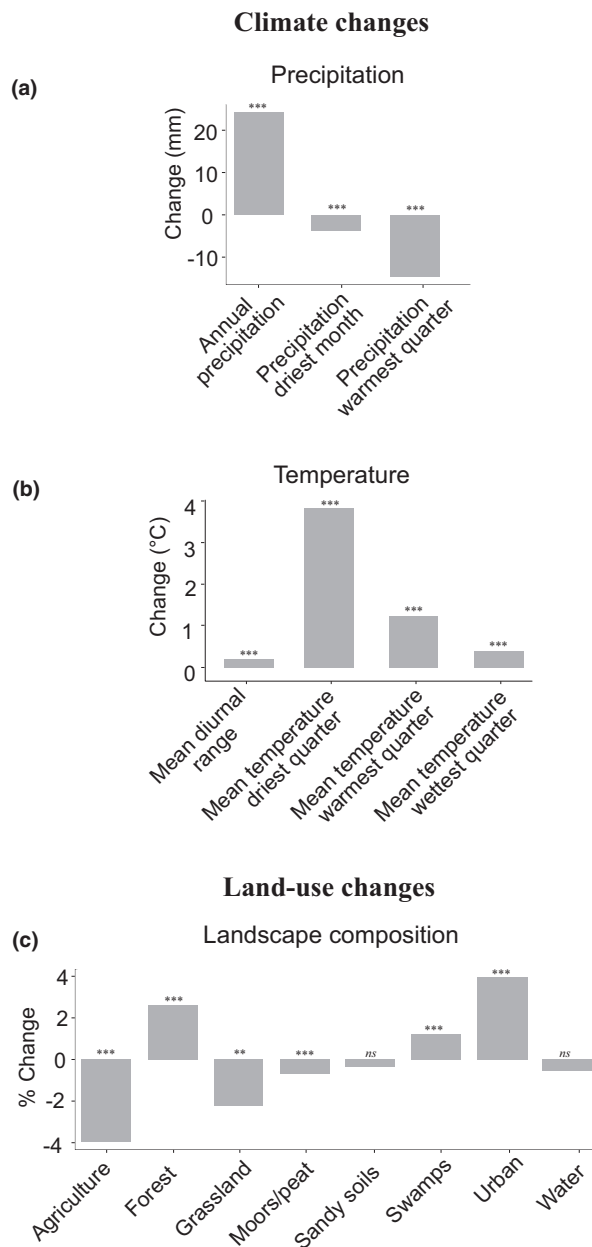 Climate changes
Precipitation
(a)
Change (mm)
20
10
0
-10
***
***
***
Annual
precipitation
Precipitation
driest month
Precipitation
warmest quarter
Temperature
(b)
Change (°C)
4
3
2
1
0
***
***
***
***
Mean diurnal
range
Mean temperature
driest quarter
Mean temperature
warmest quarter
Mean temperature
wettest quarter
Land-use changes
(c)
Landscape composition
% Change
4
2
0
-2
-4
***
***
**
***
ns
***
***
ns
Agriculture
Forest
Grassland
Moors/peat
Sandy soils
Swamps
Urban
Water